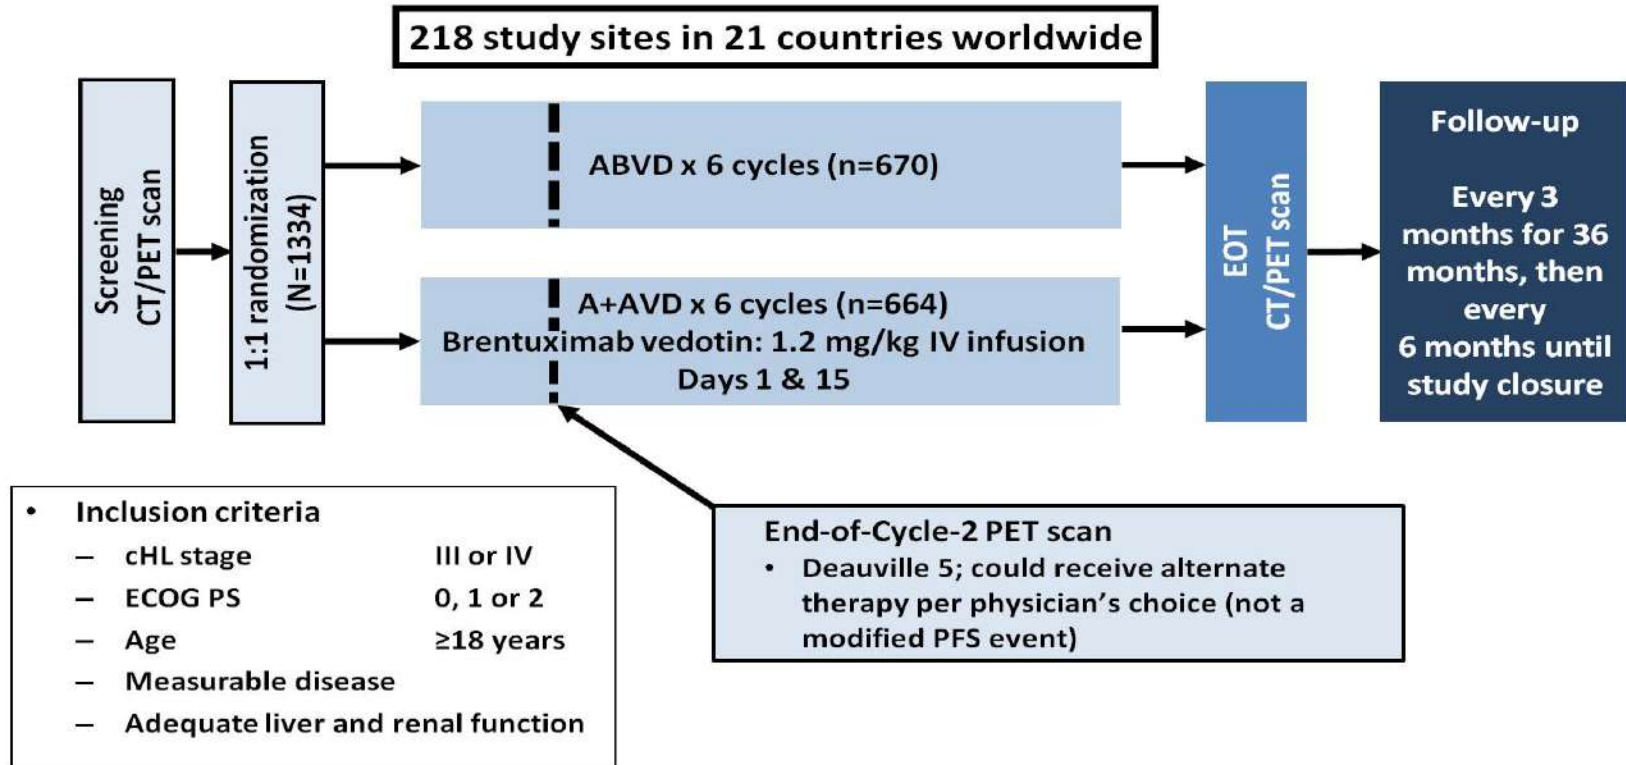 218 study sites in 21 countries worldwide
Screening
CT/PET scan
1:1 randomization
(N=1334)
ABVD x 6 cycles (n=670)
A+AVD x 6 cycles (n=664)
Brentuximab vedotin: 1.2 mg/kg IV infusion
Days 1 & 15
EOT
CT/PET scan
Follow-up
Every 3
months for 36
months, then
every
6 months until
study closure
• Inclusion criteria
– cHL stage III or IV
– ECOG PS 0, 1 or 2
– Age ≥18 years
– Measurable disease
– Adequate liver and renal function
End-of-Cycle-2 PET scan
• Deauville 5; could receive alternate
therapy per physician’s choice (not a
modified PFS event)